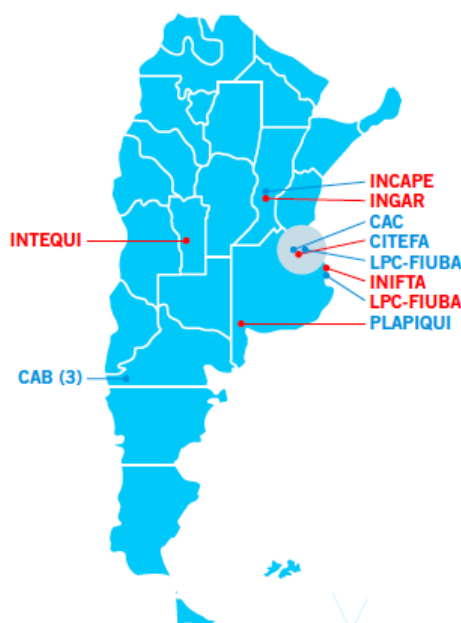 INCAPE
INGAR
CAC
CITEFA
LPC-FIUBA
INIFTA
LPC-FIUBA
PLAPIQUI
INTEQUI
CAB (3)